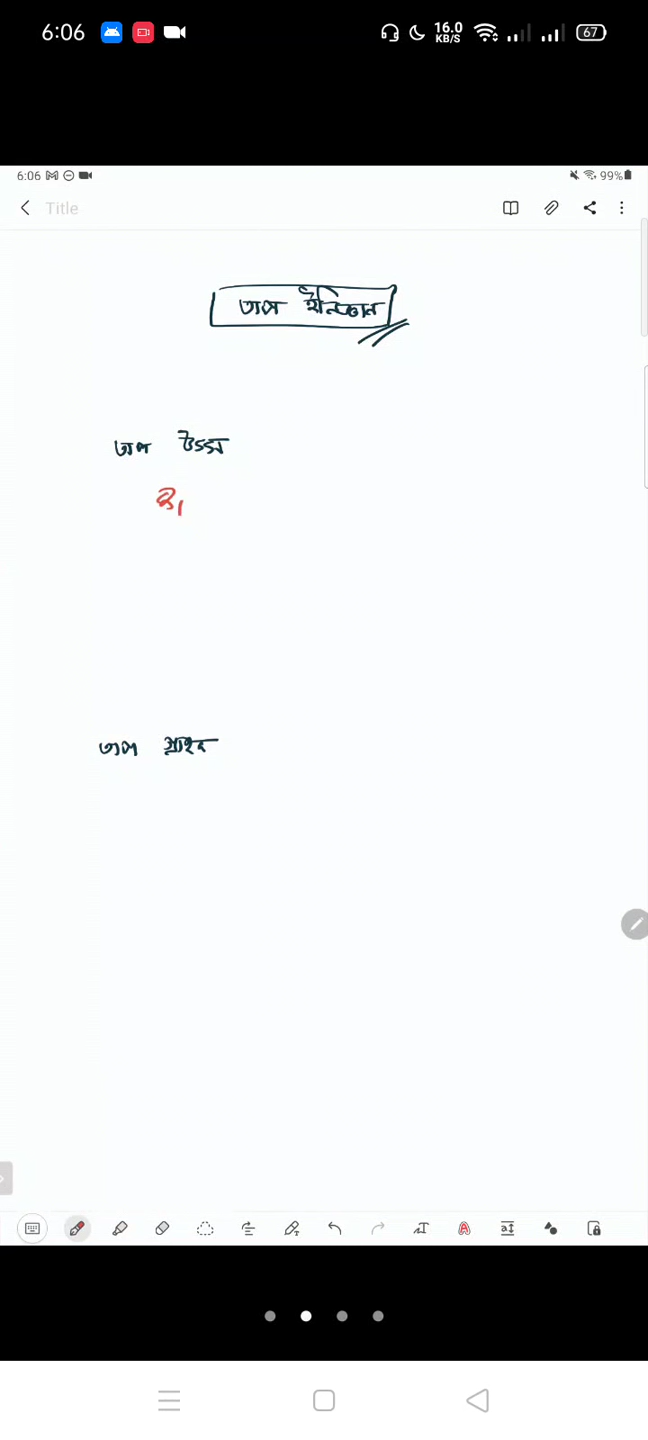 6:06 16.0 KB/S 67
6:06 99%
Title
তাপ ইঞ্জিন
তাপ উৎস
তাপ গ্রাহক